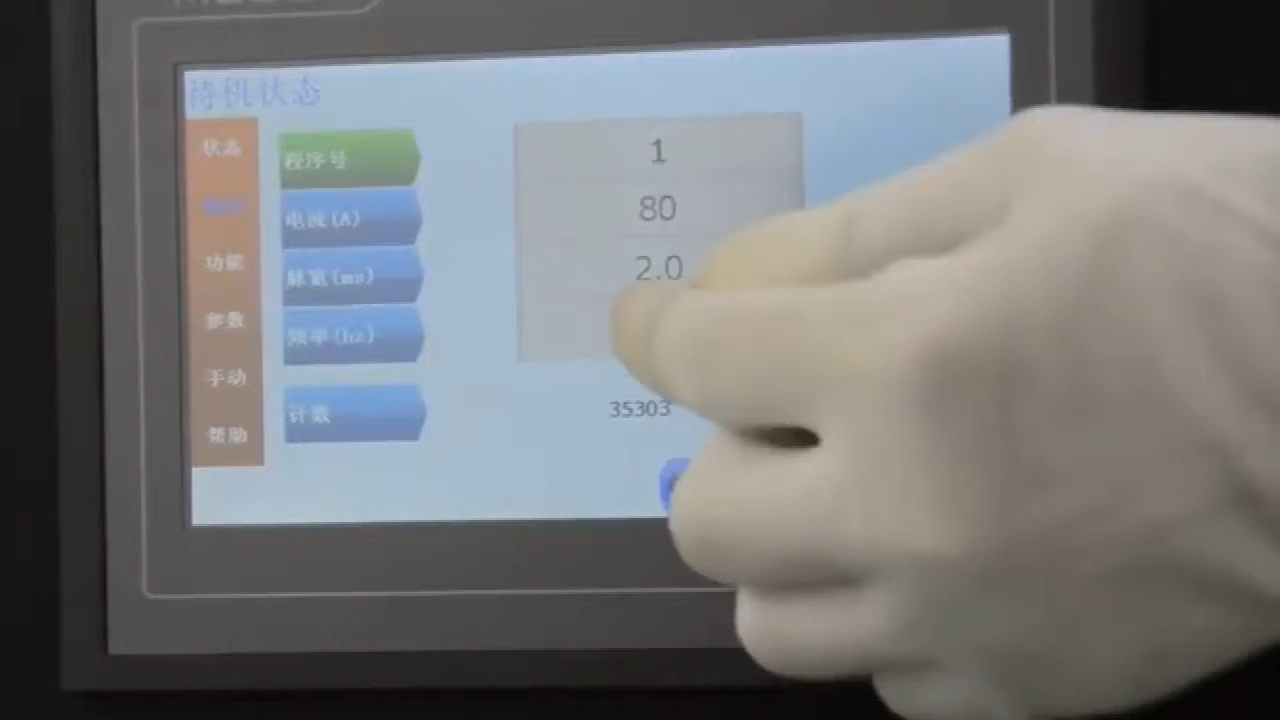 待机状态
状态
程序号
1
电流(A)
80
功能
脉宽(ms)
2.0
参数
频率(hz)
手动
计数
35303
帮助